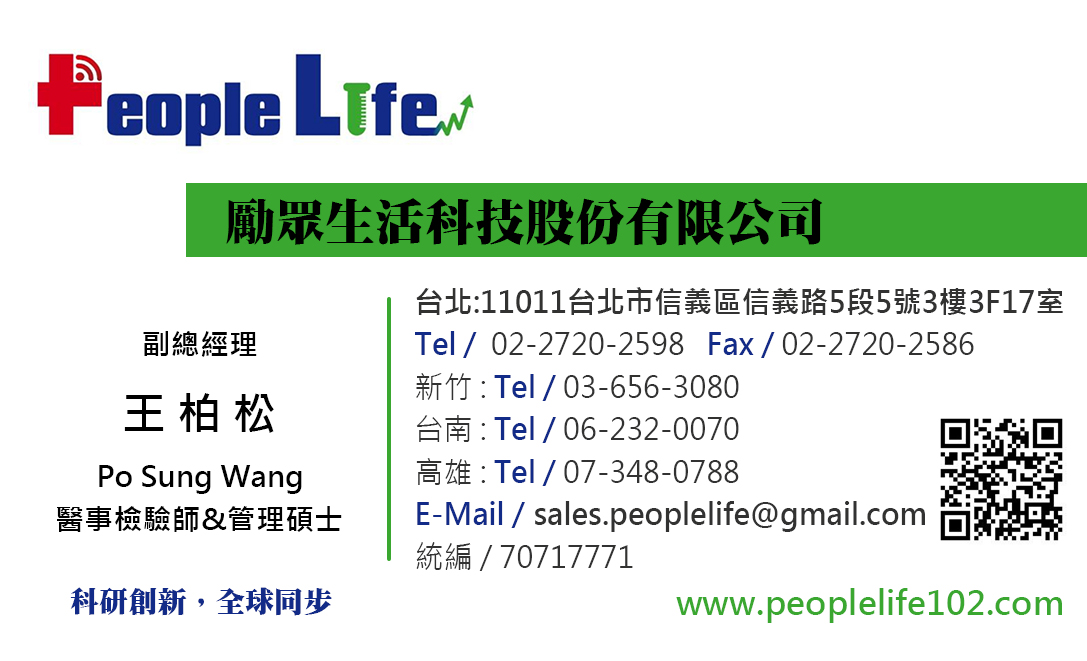 People Life
勵眾生活科技股份有限公司
副總經理
王柏松
Po Sung Wang
醫事檢驗師&管理碩士
科研創新，全球同步
台北:11011台北市信義區信義路5段5號3樓3F17室
Tel / 02-2720-2598 Fax / 02-2720-2586
新竹 : Tel / 03-656-3080
台南 : Tel / 06-232-0070
高雄 : Tel / 07-348-0788
E-Mail / sales.peoplelife@gmail.com
統編 / 70717771
www.peoplelife102.com